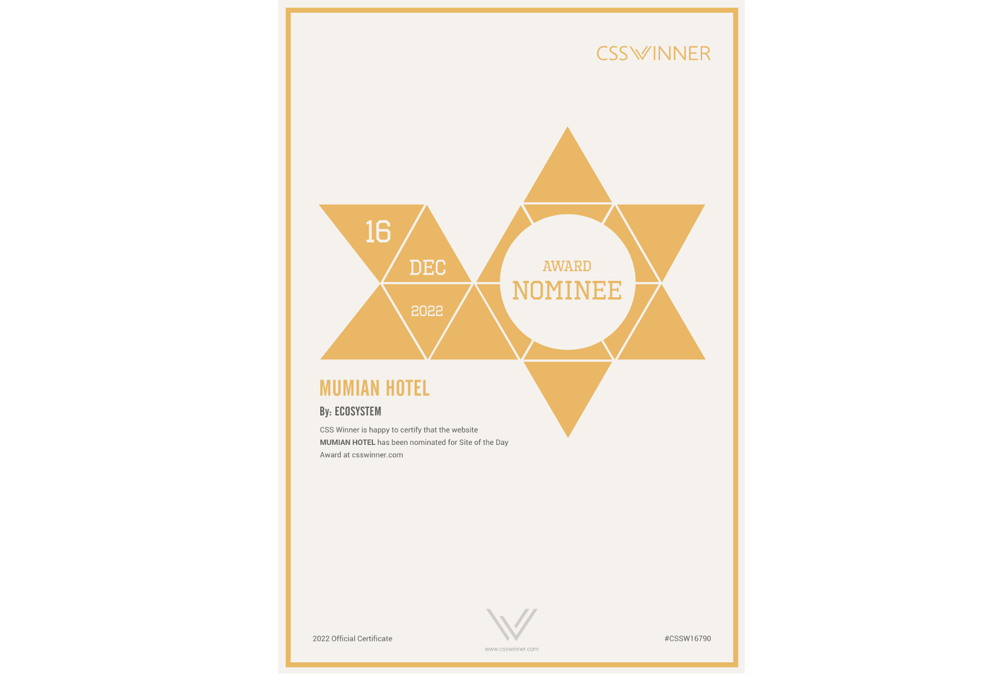 CSSWINNER
16
DEC
2022
AWARD
NOMINEE
MUMIAN HOTEL
By: ECOSYSTEM
CSS Winner is happy to certify that the website
MUMIAN HOTEL has been nominated for Site of the Day
Award at csswinner.com
2022 Official Certificate
www.csswinner.com
#CSSW16790